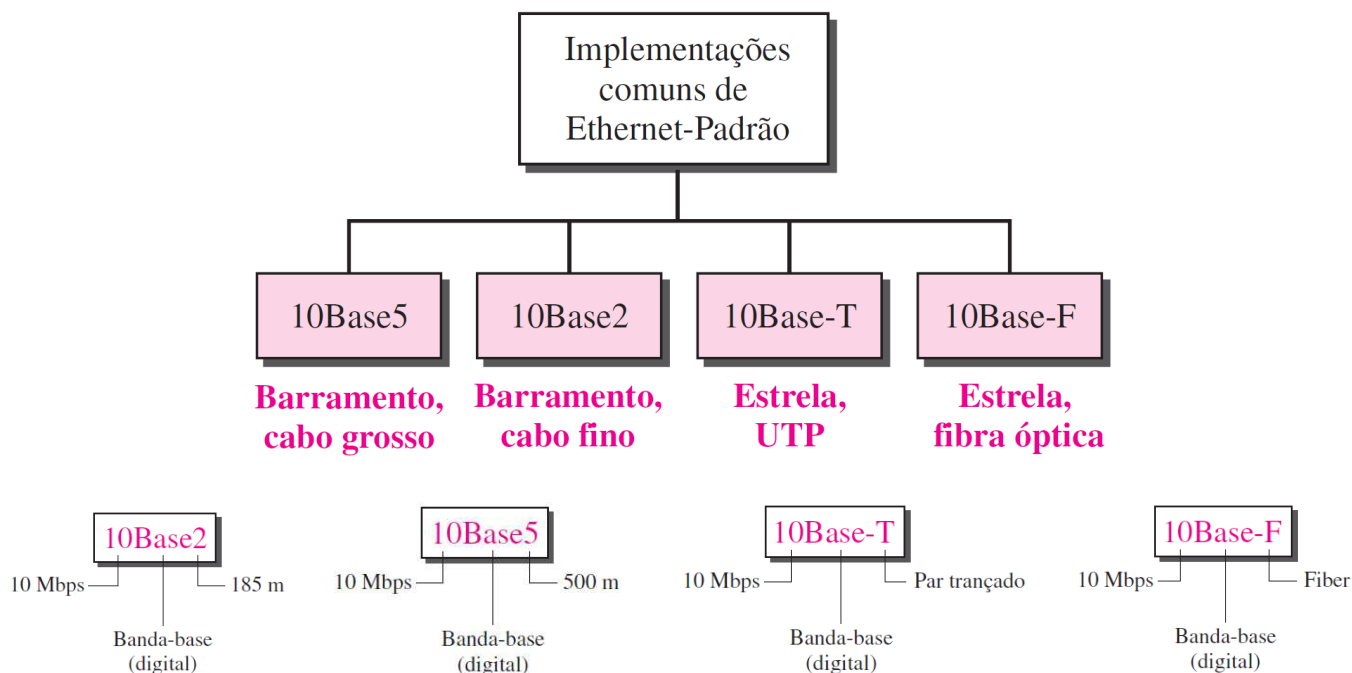 Implementações
comuns de
Ethernet-Padrão
10Base5
10Base2
10Base-T
10Base-F
Barramento,
cabo grosso
Barramento,
cabo fino
Estrela,
UTP
Estrela,
fibra óptica
10Base2
10 Mbps
185 m
Banda-base
(digital)
10Base5
10 Mbps
500 m
Banda-base
(digital)
10Base-T
10 Mbps
Par trançado
Banda-base
(digital)
10Base-F
10 Mbps
Fiber
Banda-base
(digital)